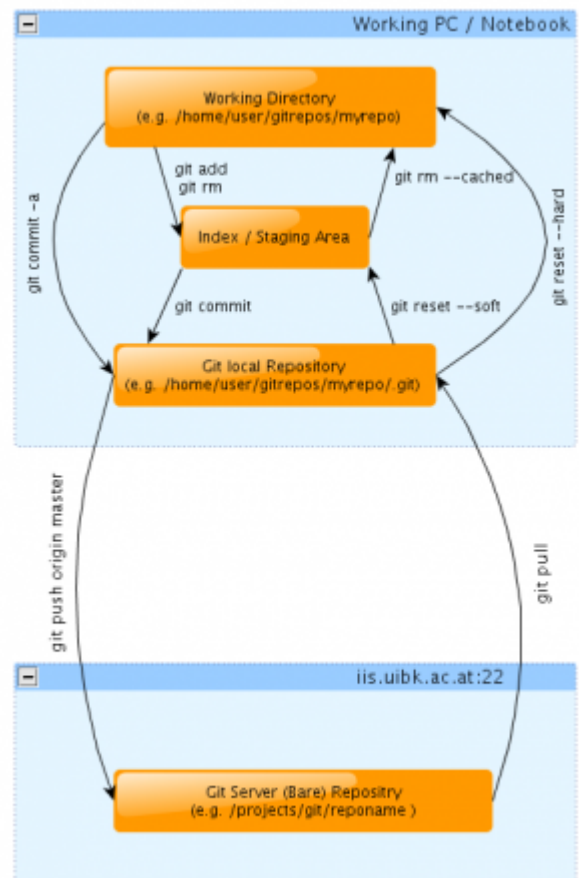 Working PC / Notebook
Working Directory
(e.g. /home/user/gitrepos/myrepo)
git add
git rm
git rm --cached
git commit -a
Index / Staging Area
git reset --hard
git commit
git reset --soft
Git local Repository
(e.g. /home/user/gitrepos/myrepo/.git)
git push origin master
git pull
iis.uibk.ac.at:22
Git Server (Bare) Repositry
(e.g. /projects/git/reponame )